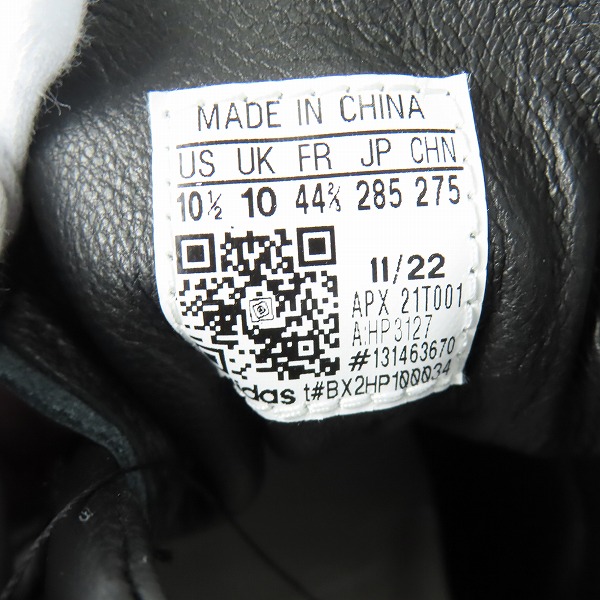 MADE IN CHINA
US UK FR JP CHN
10½ 10 44⅔ 285 275
11/22
APX 21T001
A:HP3127
#131463670
adidas t#BX2HP100034